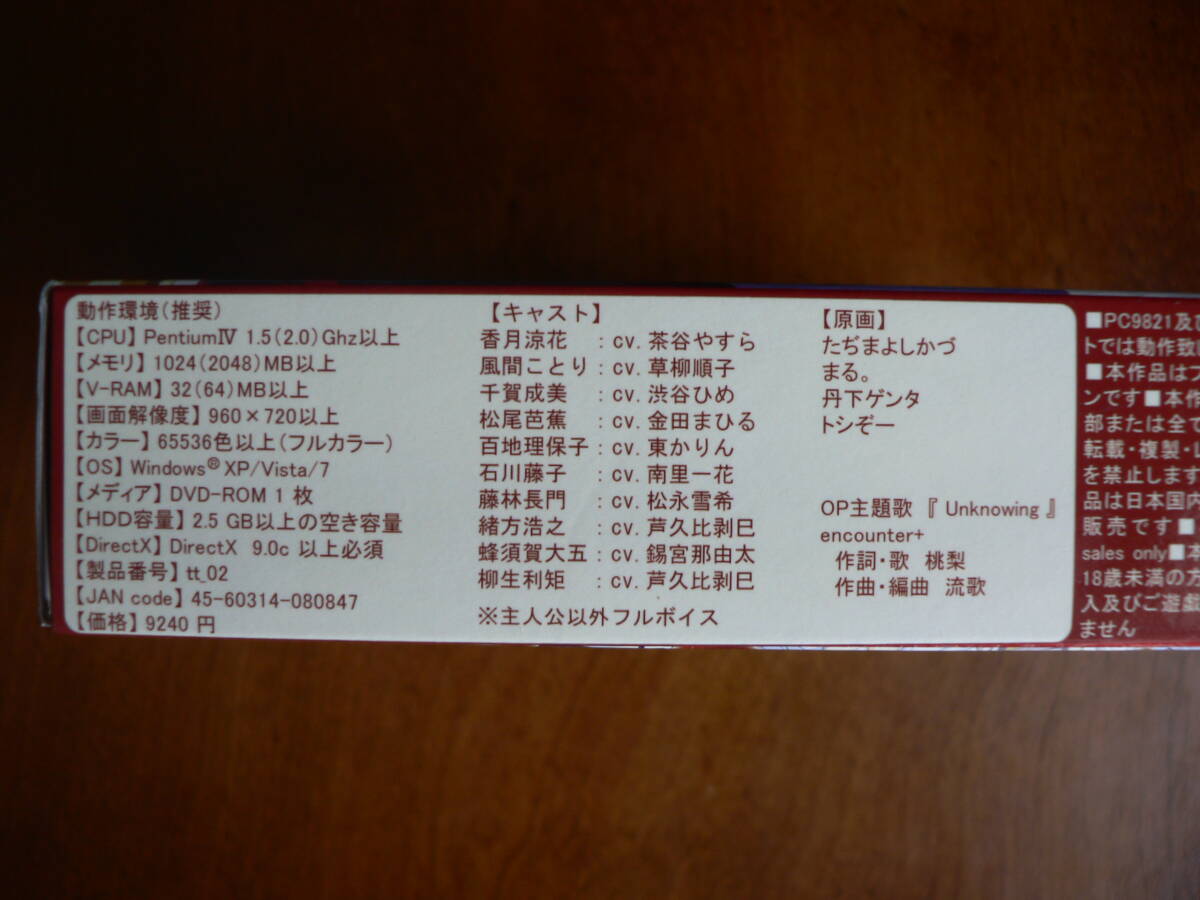 動作環境(推奨)
【CPU】PentiumⅣ 1.5(2.0)Ghz以上
【メモリ】1024(2048)MB以上
【V-RAM】32(64)MB以上
【画面解像度】960×720以上
【カラー】65536色以上(フルカラー)
【OS】Windows® XP/Vista/7
【メディア】DVD-ROM 1 枚
【HDD容量】2.5 GB以上の空き容量
【DirectX】DirectX 9.0c 以上必須
【製品番号】tt_02
【JAN code】45-60314-080847
【価格】9240 円
【キャスト】
香月涼花 : cv. 茶谷やすら
風間ことり : cv. 草柳順子
千賀成美 : cv. 渋谷ひめ
松尾芭蕉 : cv. 金田まひる
百地理保子 : cv. 東かりん
石川藤子 : cv. 南里一花
藤林長門 : cv. 松永雪希
緒方浩之 : cv. 芦久比剥巳
蜂須賀大五 : cv. 錫宮那由太
柳生利矩 : cv. 芦久比剥巳
※主人公以外フルボイス
【原画】
たぢまよしかづ
まる。
丹下ゲンタ
トシぞー
OP主題歌『 Unknowing 』
encounter+
作詞・歌 桃梨
作曲・編曲 流歌
■PC9821及び
トでは動作致
■本作品はプ
ンです■本作
部または全て
転載・複製・レ
を禁止します
品は日本国内
販売です■
sales only■本
18歳未満の方
入及びご遊戯
ません